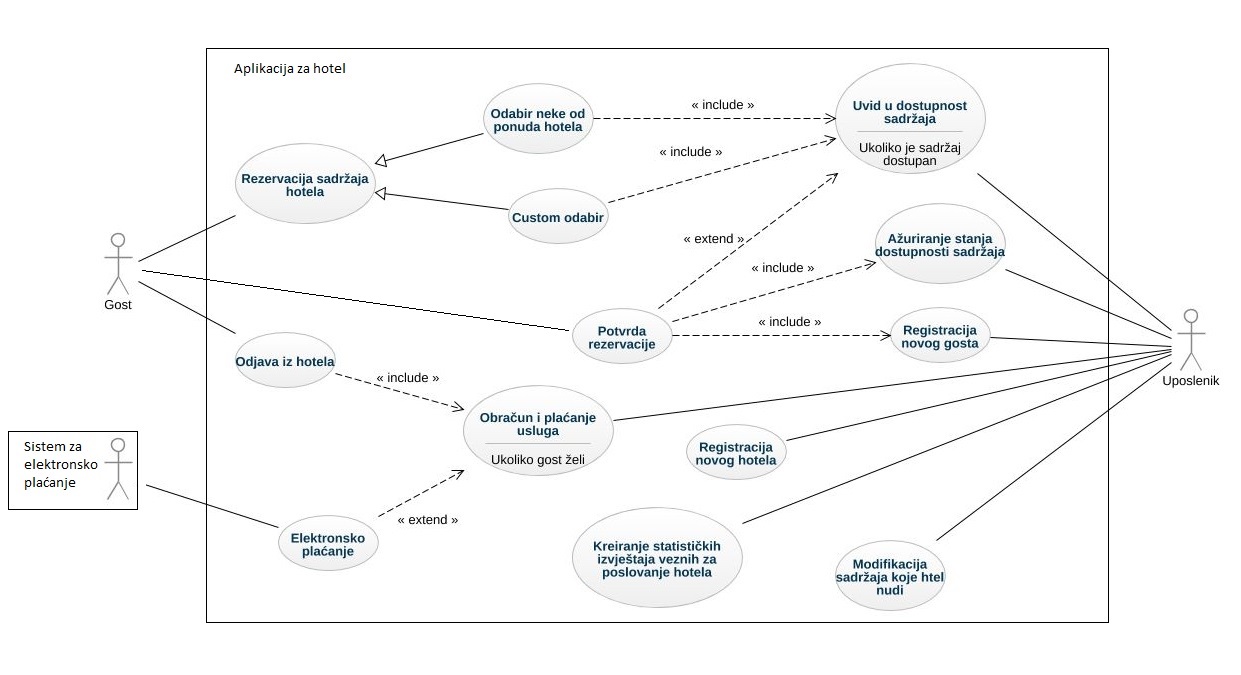 Aplikacija za hotel
Odabir neke od
ponuda hotela
« include »
Uvid u dostupnost
sadržaja
Ukoliko je sadržaj
dostupan
« include »
Rezervacija sadržaja
hotela
Custom odabir
« extend »
Ažuriranje stanja
dostupnosti sadržaja
« include »
Gost
Potvrda
rezervacije
« include »
Registracija
novog gosta
Uposlenik
Odjava iz hotela
« include »
Obračun i plaćanje
usluga
Ukoliko gost želi
Registracija
novog hotela
Sistem za
elektronsko
plaćanje
« extend »
Elektronsko
plaćanje
Kreiranje statističkih
izvještaja veznih za
poslovanje hotela
Modifikacija
sadržaja koje htel
nudi